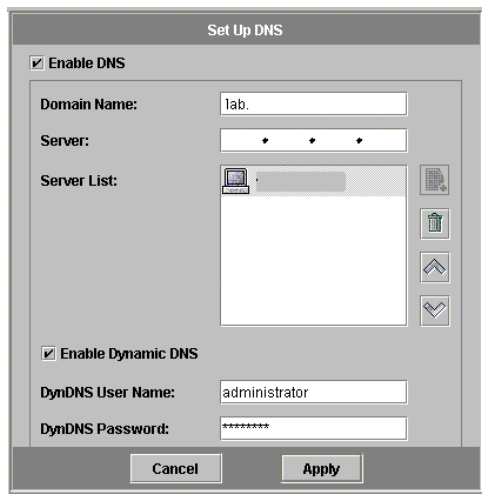 Set Up DNS
Enable DNS
Domain Name: lab.
Server: . . .
Server List:
Enable Dynamic DNS
DynDNS User Name: administrator
DynDNS Password: ********
Cancel Apply